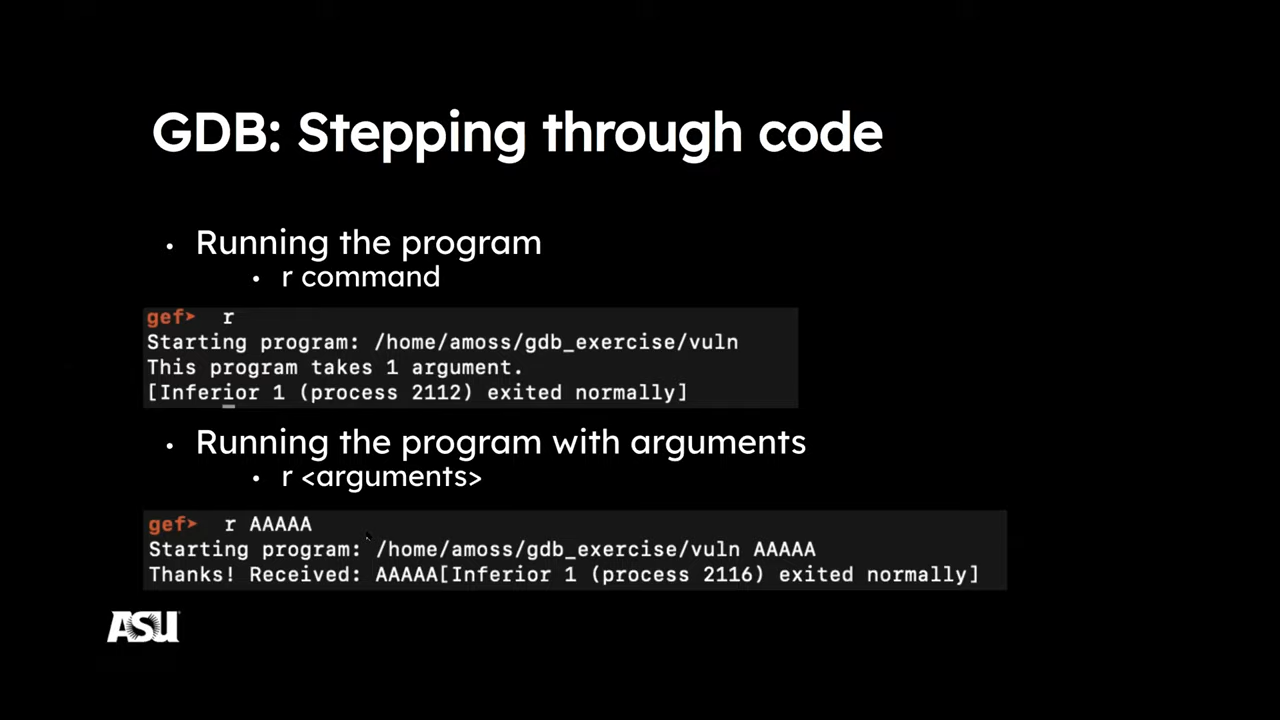 GDB: Stepping through code
• Running the program
• r command
gef➤ r
Starting program: /home/amoss/gdb_exercise/vuln
This program takes 1 argument.
[Inferior 1 (process 2112) exited normally]
• Running the program with arguments
• r <arguments>
gef➤ r AAAAA
Starting program: /home/amoss/gdb_exercise/vuln AAAAA
Thanks! Received: AAAAA[Inferior 1 (process 2116) exited normally]
ASU